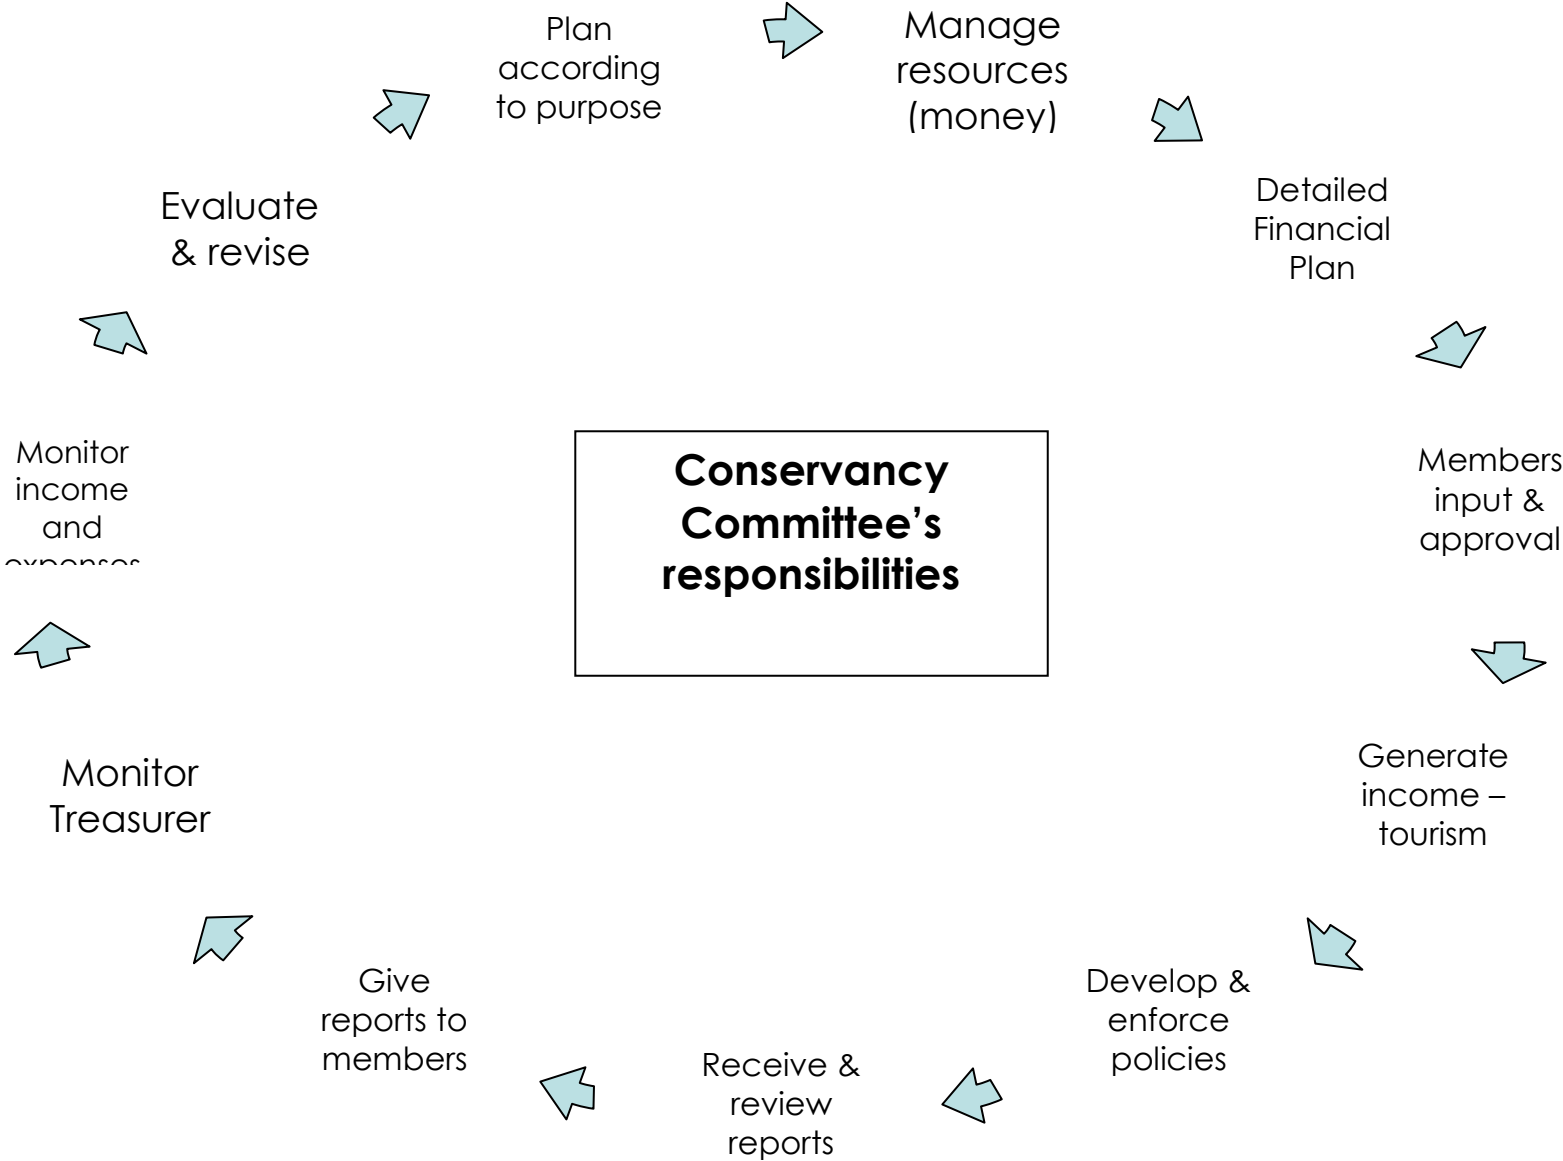 Plan
according
to purpose
Manage
resources
(money)
Detailed
Financial
Plan
Members
input &
approval
Generate
income –
tourism
Develop &
enforce
policies
Receive &
review
reports
Give
reports to
members
Monitor
Treasurer
Monitor
income
and
expenses
Evaluate
& revise
Conservancy
Committee’s
responsibilities